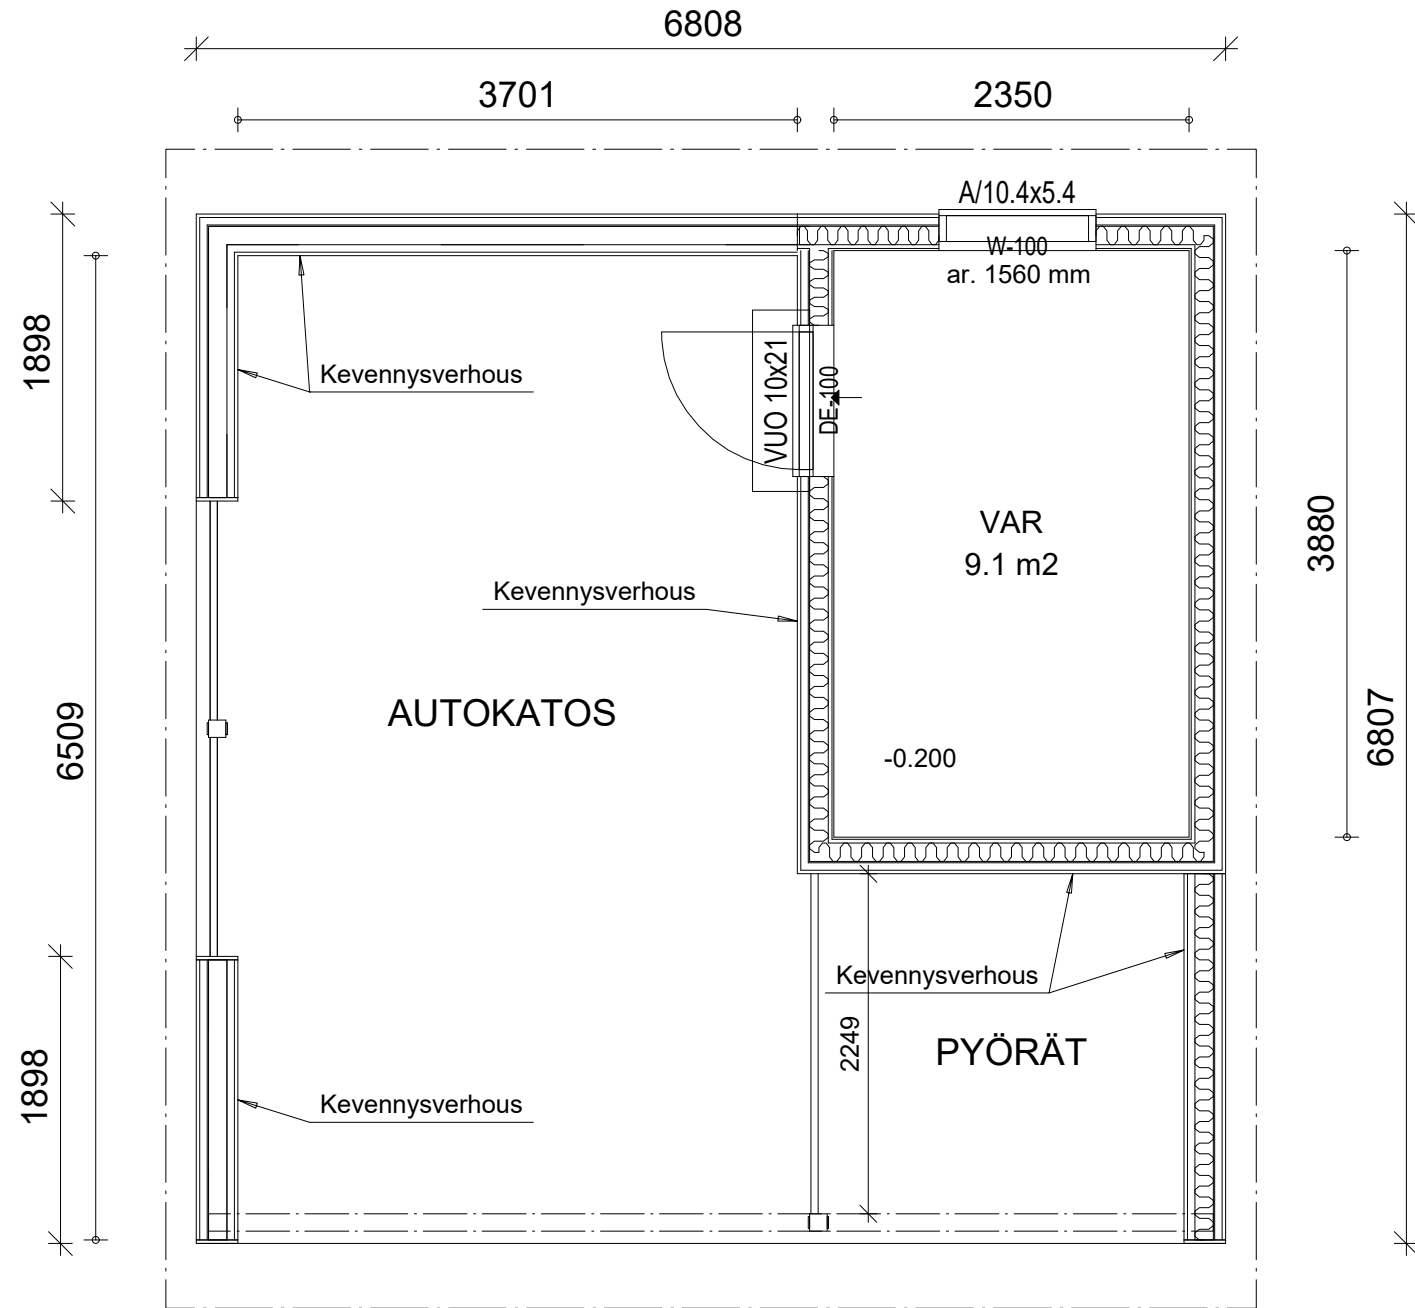 6808
3701
2350
A/10.4x5.4
W-100
ar. 1560 mm
1898
Kevennysverhous
VUO 10x21
DE-100
VAR
9.1 m2
3880
Kevennysverhous
6509
AUTOKATOS
6807
-0.200
Kevennysverhous
2249
PYÖRÄT
1898
Kevennysverhous